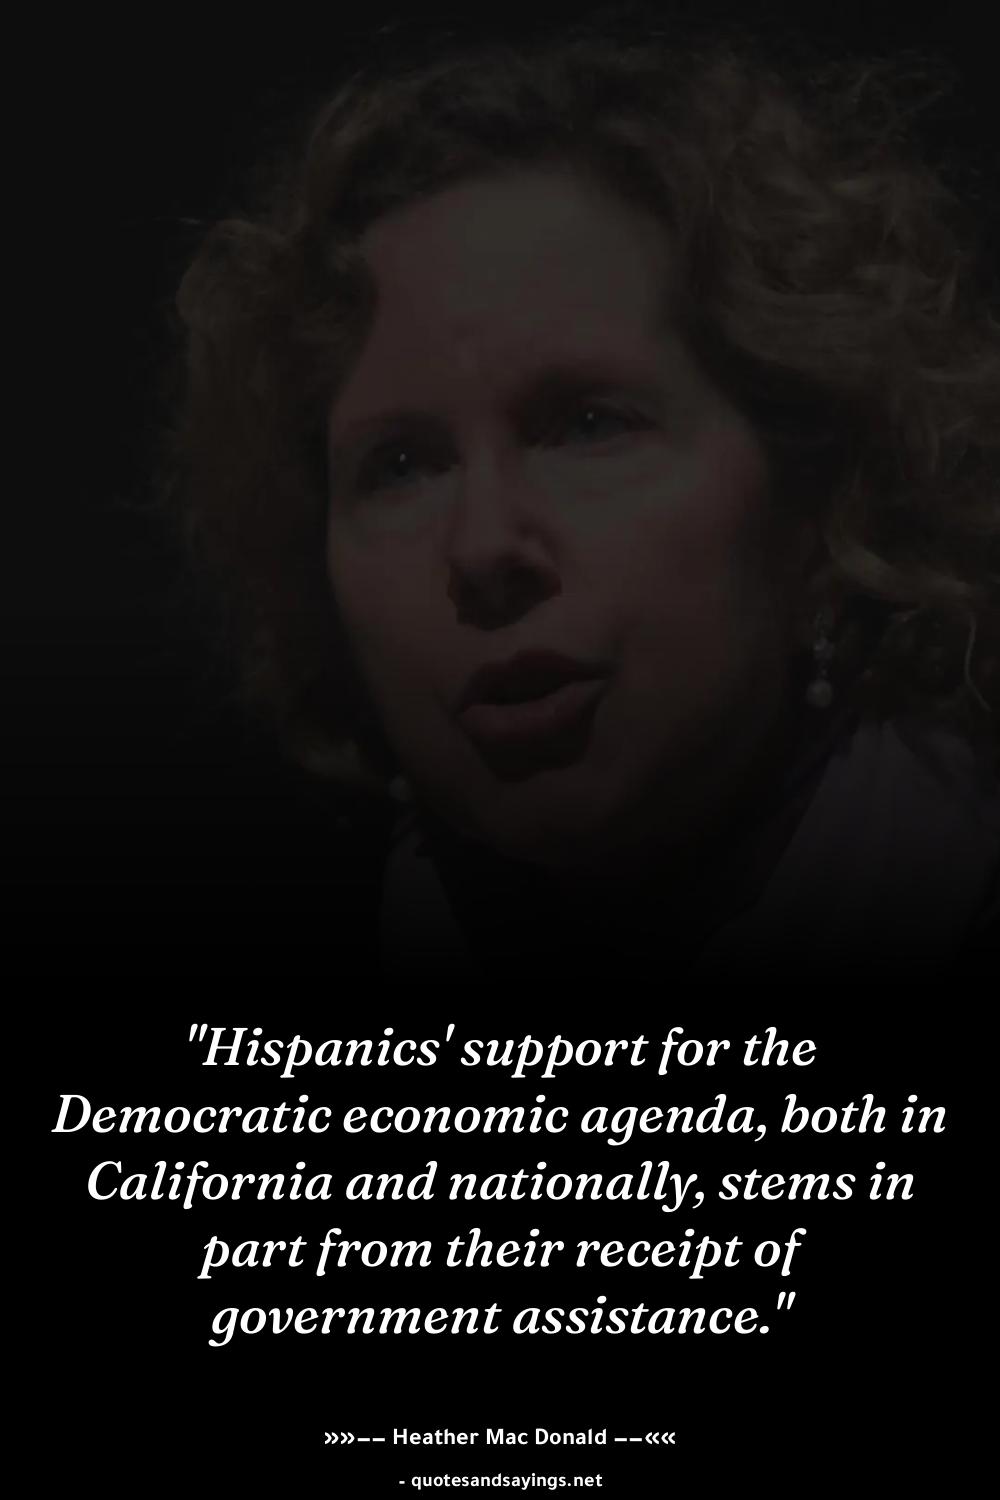 "Hispanics' support for the
Democratic economic agenda, both in
California and nationally, stems in
part from their receipt of
government assistance."
»»−− Heather Mac Donald −−««
- quotesandsayings.net